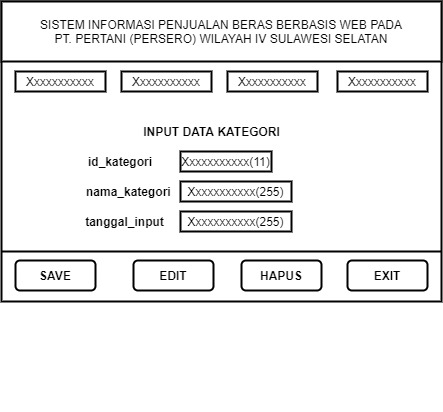 SISTEM INFORMASI PENJUALAN BERAS BERBASIS WEB PADA
PT. PERTANI (PERSERO) WILAYAH IV SULAWESI SELATAN
Xxxxxxxxxxx Xxxxxxxxxxx Xxxxxxxxxxx Xxxxxxxxxxx
INPUT DATA KATEGORI
id_kategori Xxxxxxxxxxx(11)
nama_kategori Xxxxxxxxxxx(255)
tanggal_input Xxxxxxxxxxx(255)
SAVE EDIT HAPUS EXIT